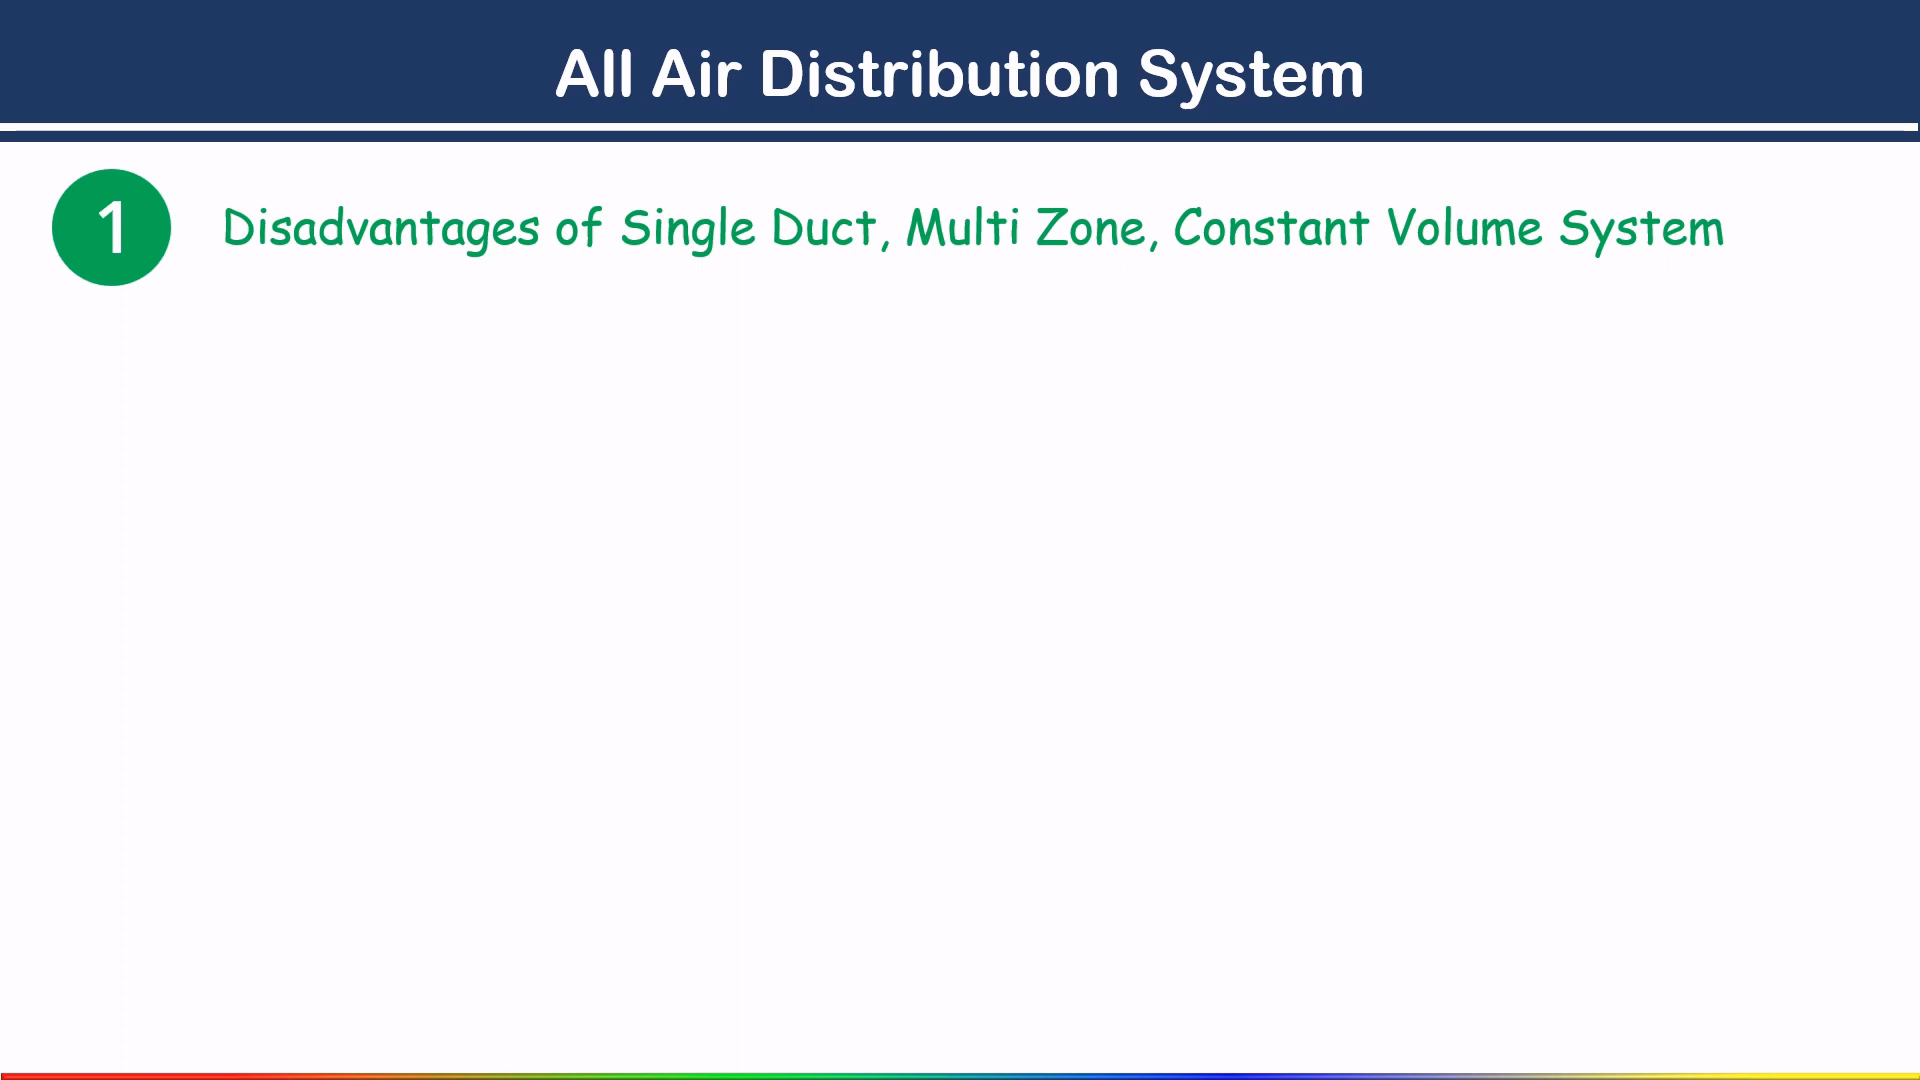 All Air Distribution System
1
Disadvantages of Single Duct, Multi Zone, Constant Volume System